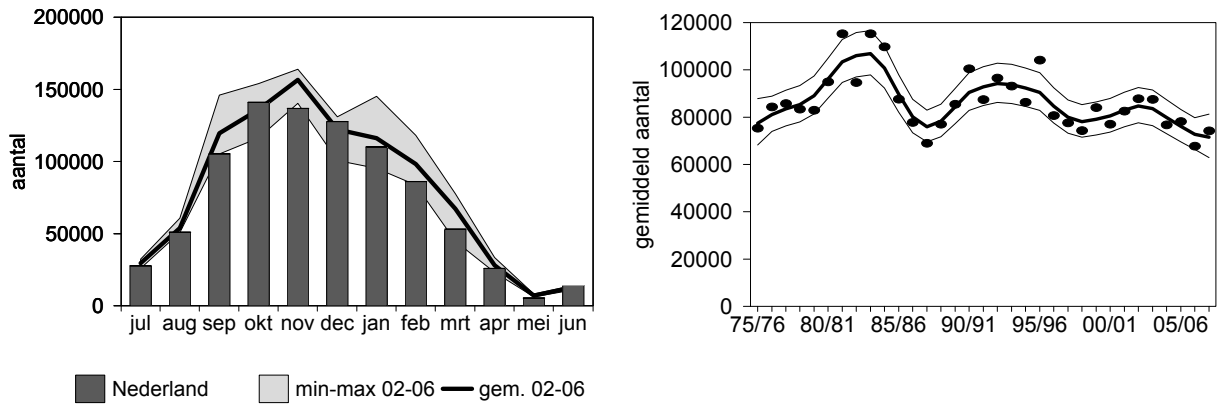 aantal
200000
150000
100000
50000
0
jul aug sep okt nov dec jan feb mrt apr mei jun
Nederland min-max 02-06 gem. 02-06
gemiddeld aantal
120000
100000
80000
60000
40000
20000
0
75/76 80/81 85/86 90/91 95/96 00/01 05/06